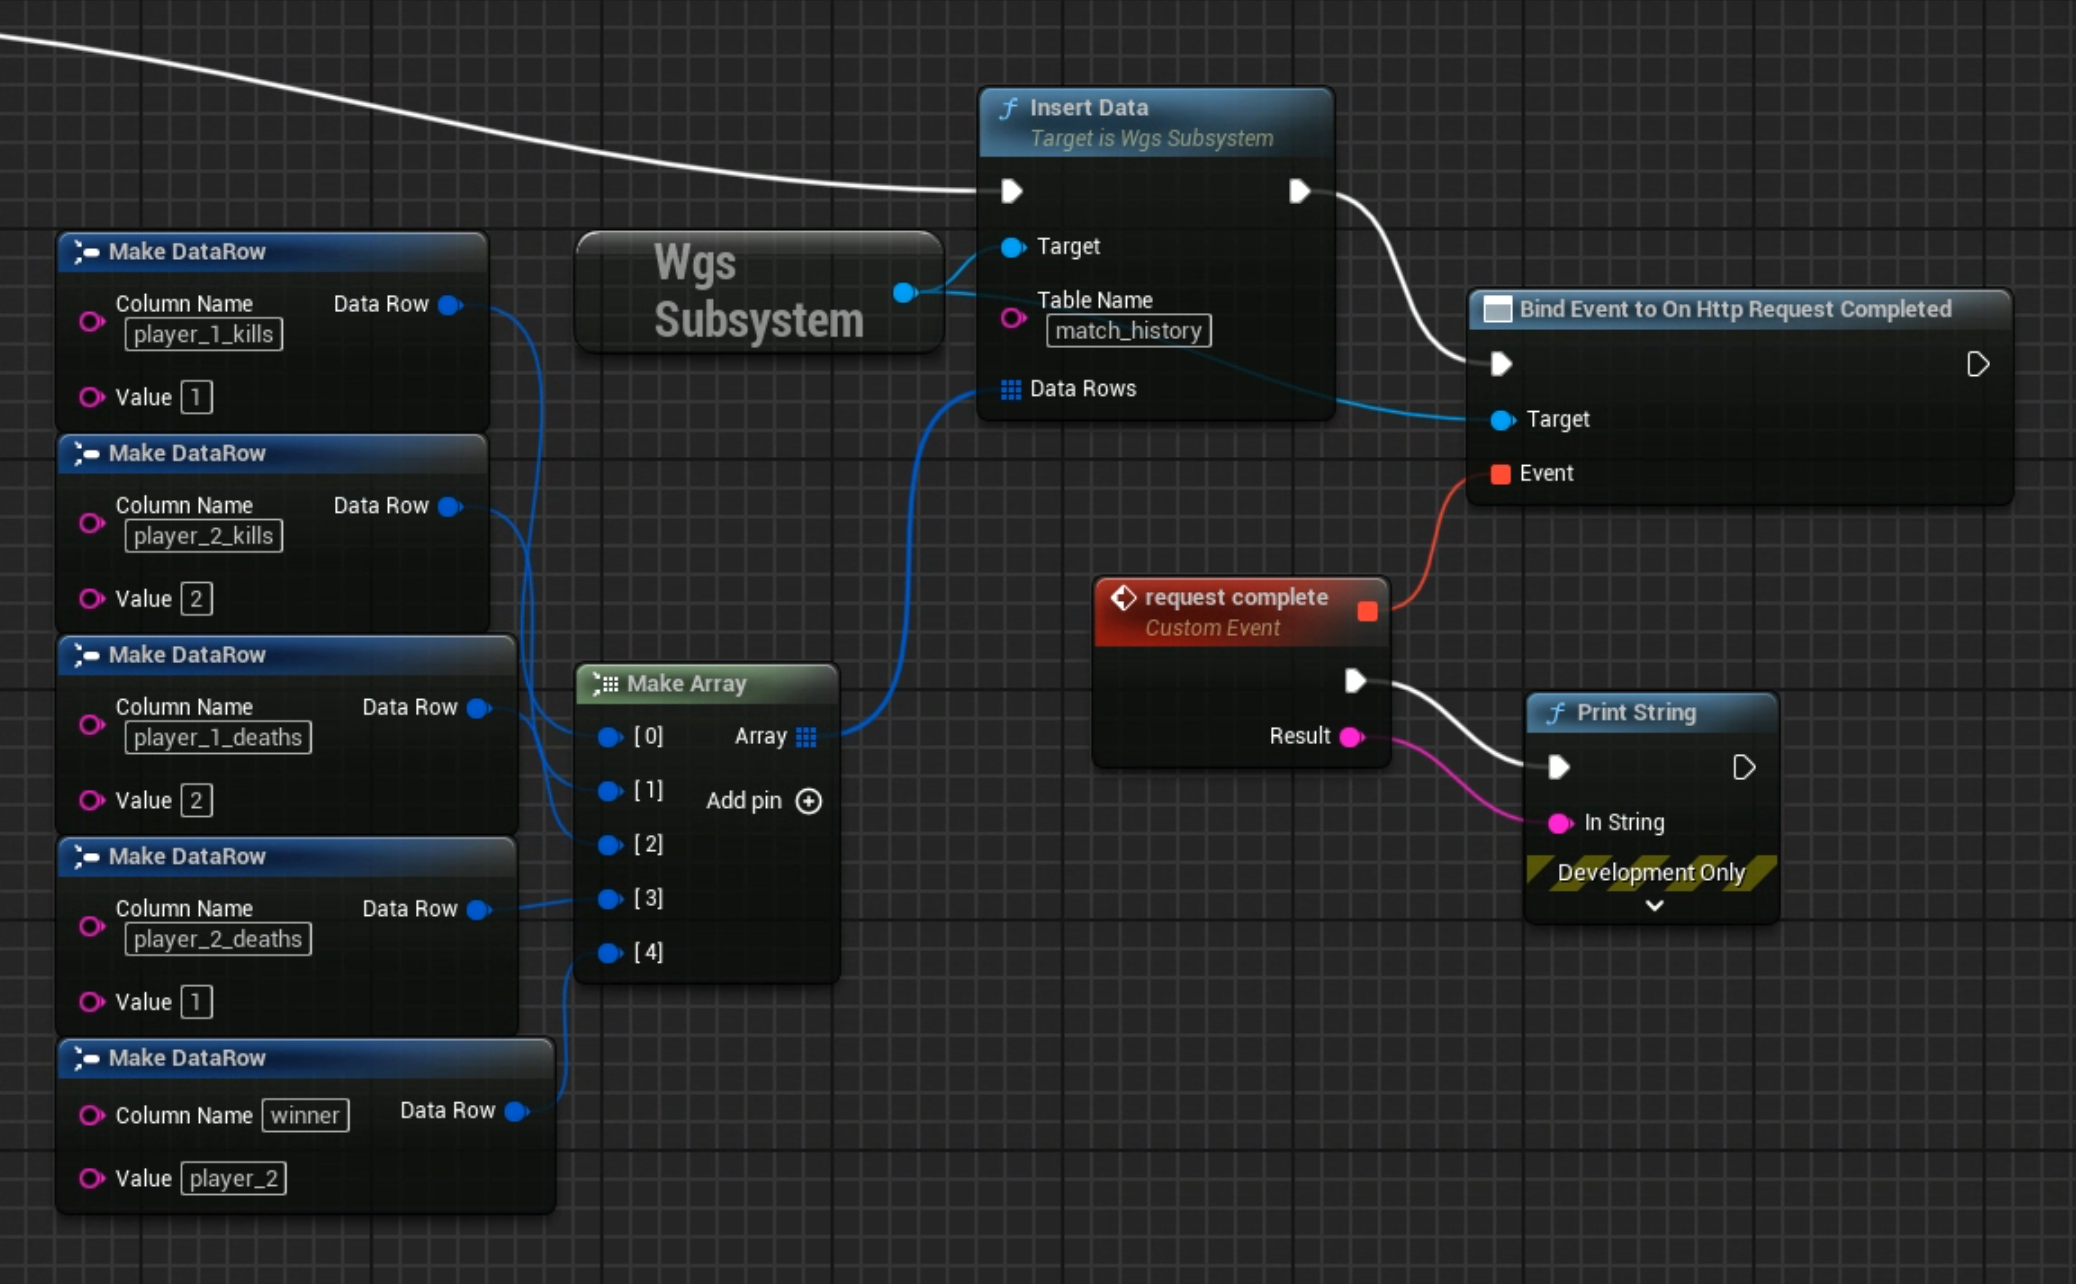 Insert Data
Target is Wgs Subsystem
Target
Table Name
match_history
Data Rows
Wgs
Subsystem
Make DataRow
Column Name
player_1_kills
Data Row
Value 1
Make DataRow
Column Name
player_2_kills
Data Row
Value 2
Make DataRow
Column Name
player_1_deaths
Data Row
Value 2
Make DataRow
Column Name
player_2_deaths
Data Row
Value 1
Make DataRow
Column Name winner
Data Row
Value player_2
Make Array
[0] Array
[1]
Add pin
[2]
[3]
[4]
Bind Event to On Http Request Completed
Target
Event
request complete
Custom Event
Result
Print String
In String
Development Only